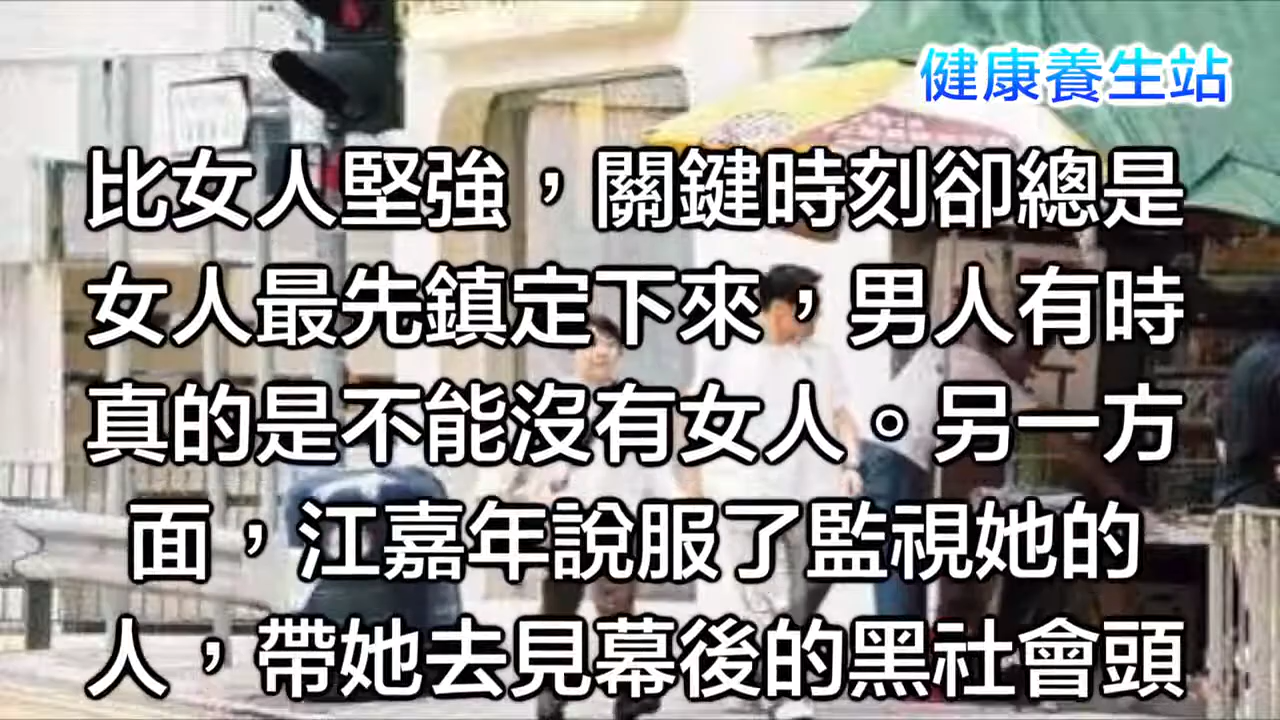 健康養生站
比女人堅強，關鍵時刻卻總是
女人最先鎮定下來，男人有時
真的是不能沒有女人。另一方
面，江嘉年說服了監視她的
人，帶她去見幕後的黑社會頭